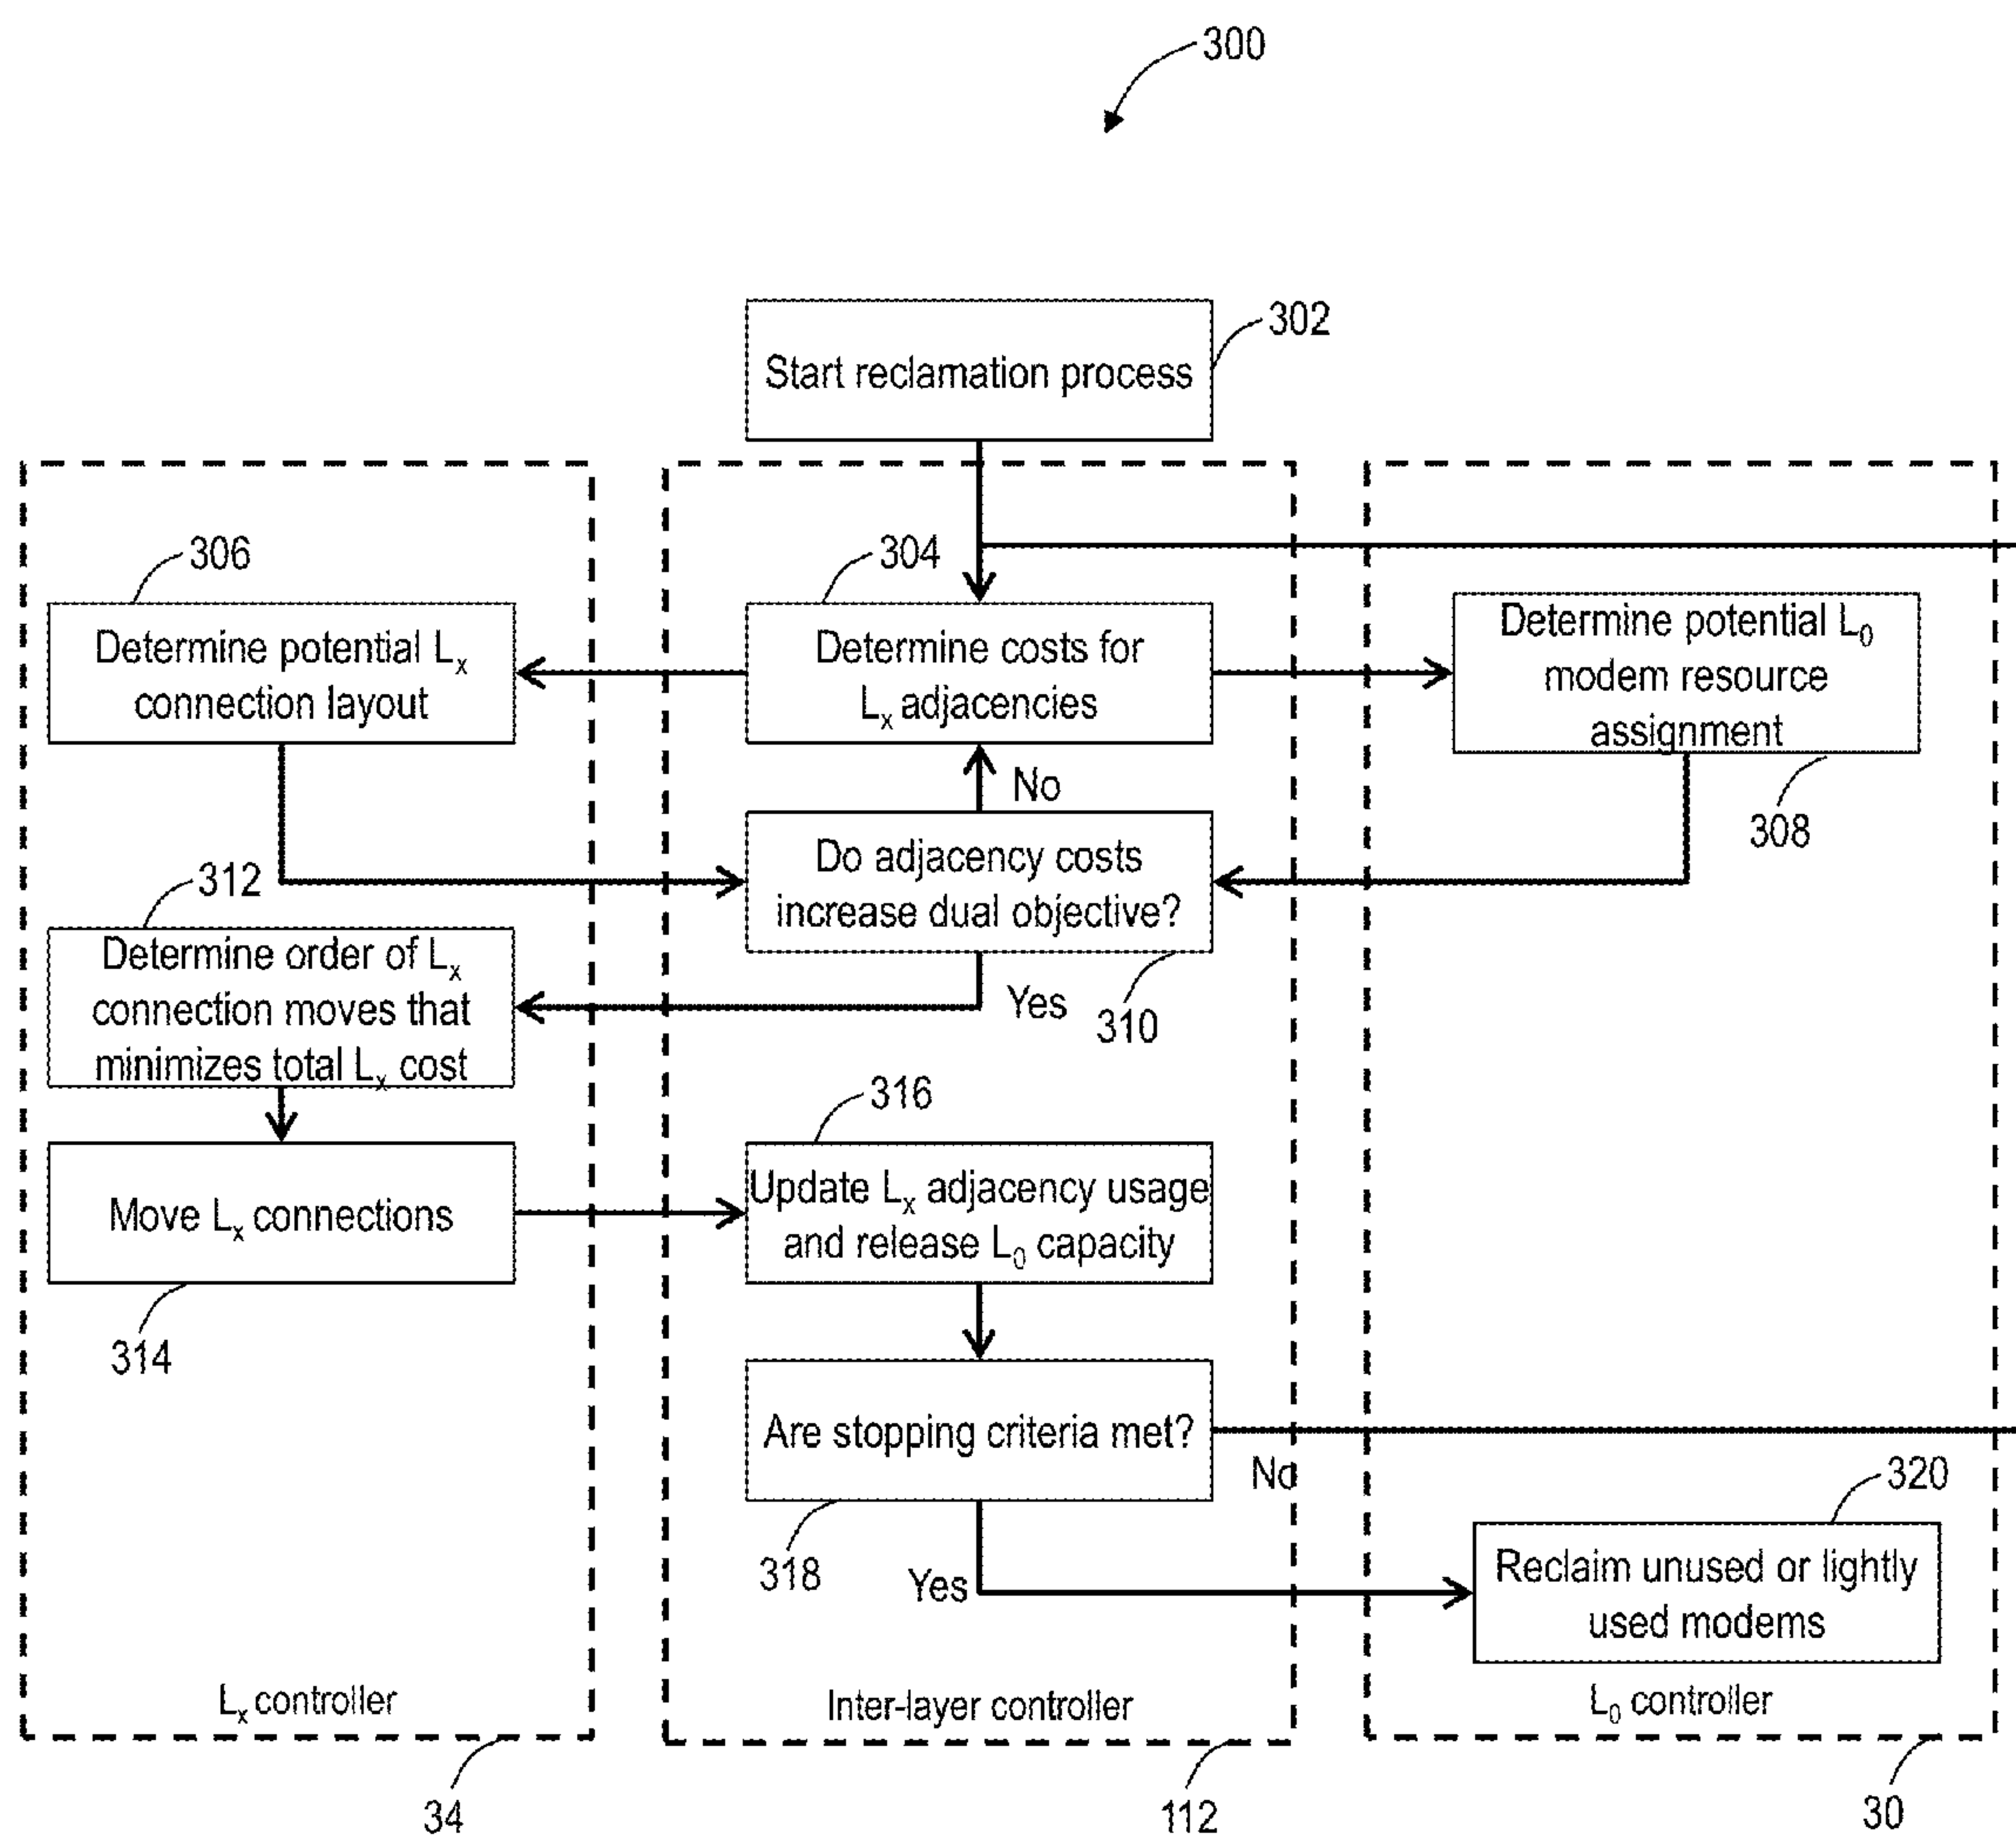 300
302
Start reclamation process
306
304
Determine potential Lx
connection layout
Determine costs for
Lx adjacencies
Determine potential L0
modem resource
assignment
308
No
Do adjacency costs
increase dual objective?
310
Yes
312
Determine order of Lx
connection moves that
minimizes total Lx cost
Move Lx connections
314
316
Update Lx adjacency usage
and release L0 capacity
Are stopping criteria met?
No
318
Yes
320
Reclaim unused or lightly
used modems
Lx controller
Inter-layer controller
L0 controller
34
112
30